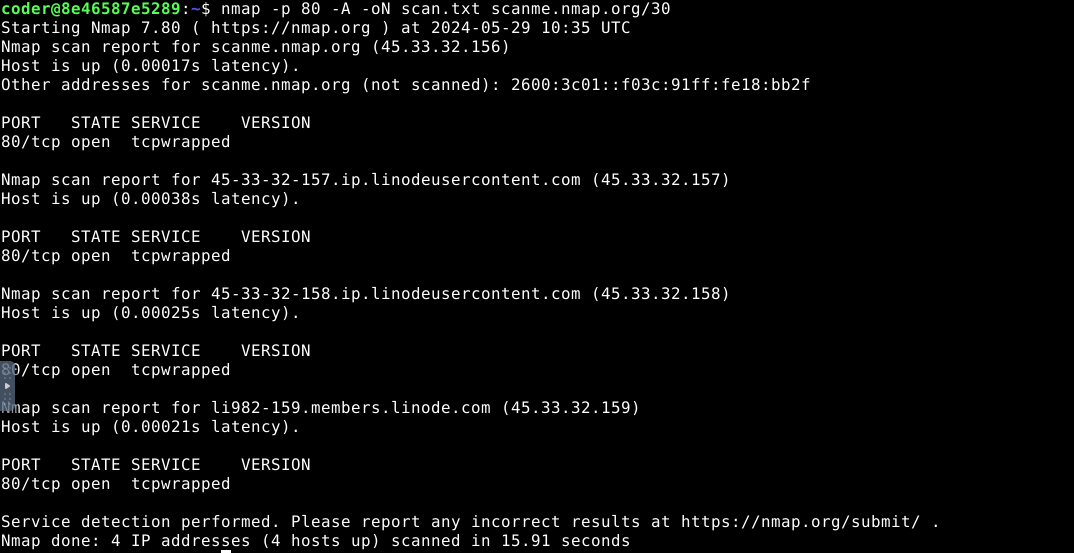 coder@8e46587e5289:~$ nmap -p 80 -A -oN scan.txt scanme.nmap.org/30
Starting Nmap 7.80 ( https://nmap.org ) at 2024-05-29 10:35 UTC
Nmap scan report for scanme.nmap.org (45.33.32.156)
Host is up (0.00017s latency).
Other addresses for scanme.nmap.org (not scanned): 2600:3c01::f03c:91ff:fe18:bb2f
PORT   STATE SERVICE    VERSION
80/tcp open  tcpwrapped
Nmap scan report for 45-33-32-157.ip.linodeusercontent.com (45.33.32.157)
Host is up (0.00038s latency).
PORT   STATE SERVICE    VERSION
80/tcp open  tcpwrapped
Nmap scan report for 45-33-32-158.ip.linodeusercontent.com (45.33.32.158)
Host is up (0.00025s latency).
PORT   STATE SERVICE    VERSION
80/tcp open  tcpwrapped
Nmap scan report for li982-159.members.linode.com (45.33.32.159)
Host is up (0.00021s latency).
PORT   STATE SERVICE    VERSION
80/tcp open  tcpwrapped
Service detection performed. Please report any incorrect results at https://nmap.org/submit/ .
Nmap done: 4 IP addresses (4 hosts up) scanned in 15.91 seconds